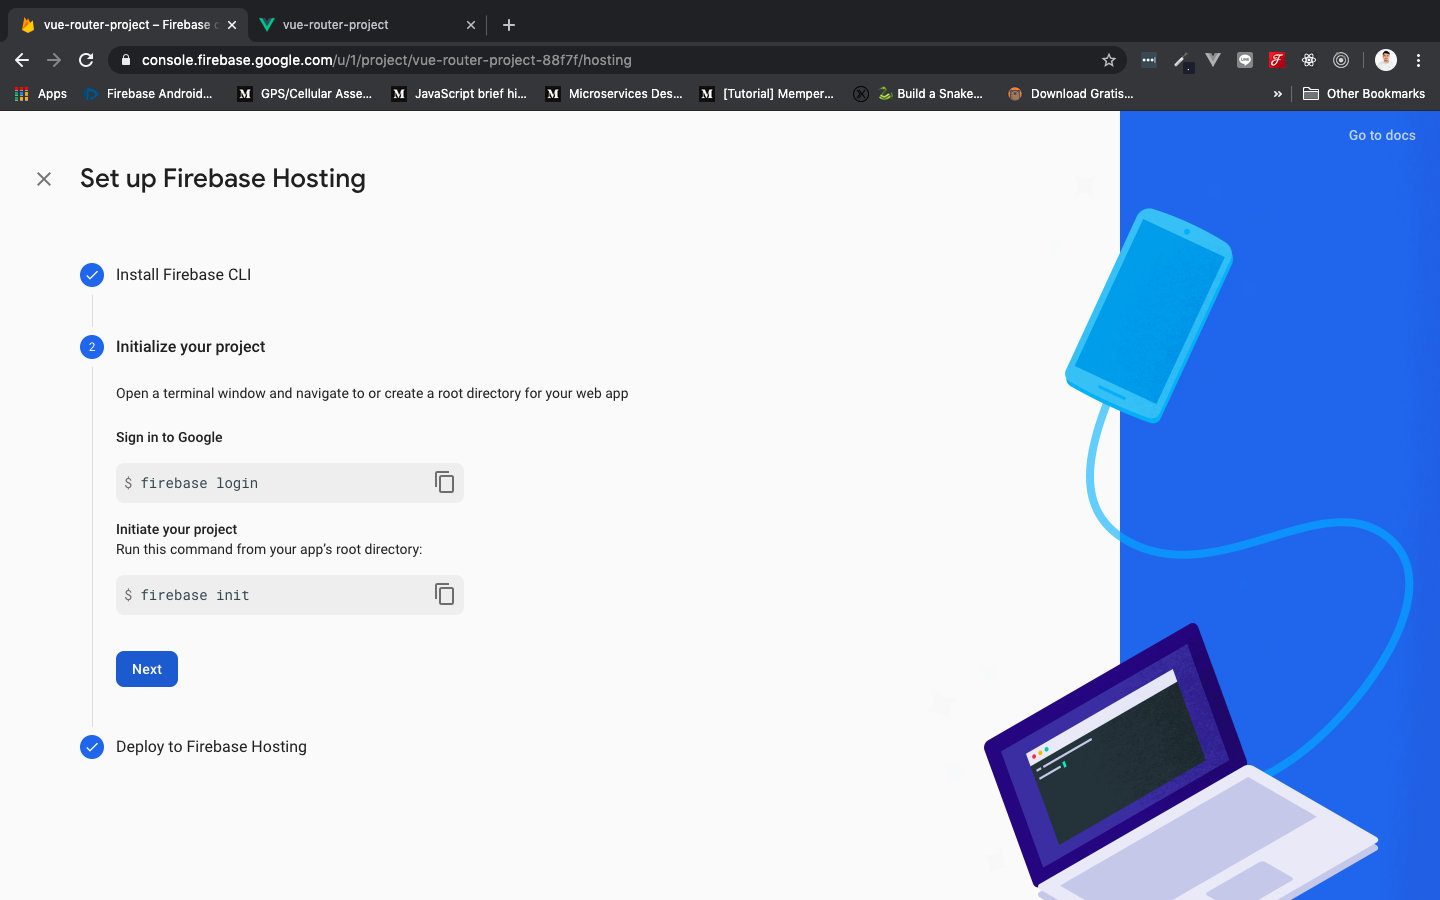 vue-router-project – Firebase c
vue-router-project
console.firebase.google.com/u/1/project/vue-router-project-88f7f/hosting
Apps
Firebase Android...
GPS/Cellular Asse...
JavaScript brief hi...
Microservices Des...
[Tutorial] Memper...
Build a Snake...
Download Gratis...
»
Other Bookmarks
Go to docs
Set up Firebase Hosting
Install Firebase CLI
2
Initialize your project
Open a terminal window and navigate to or create a root directory for your web app
Sign in to Google
$ firebase login
Initiate your project
Run this command from your app’s root directory:
$ firebase init
Next
Deploy to Firebase Hosting